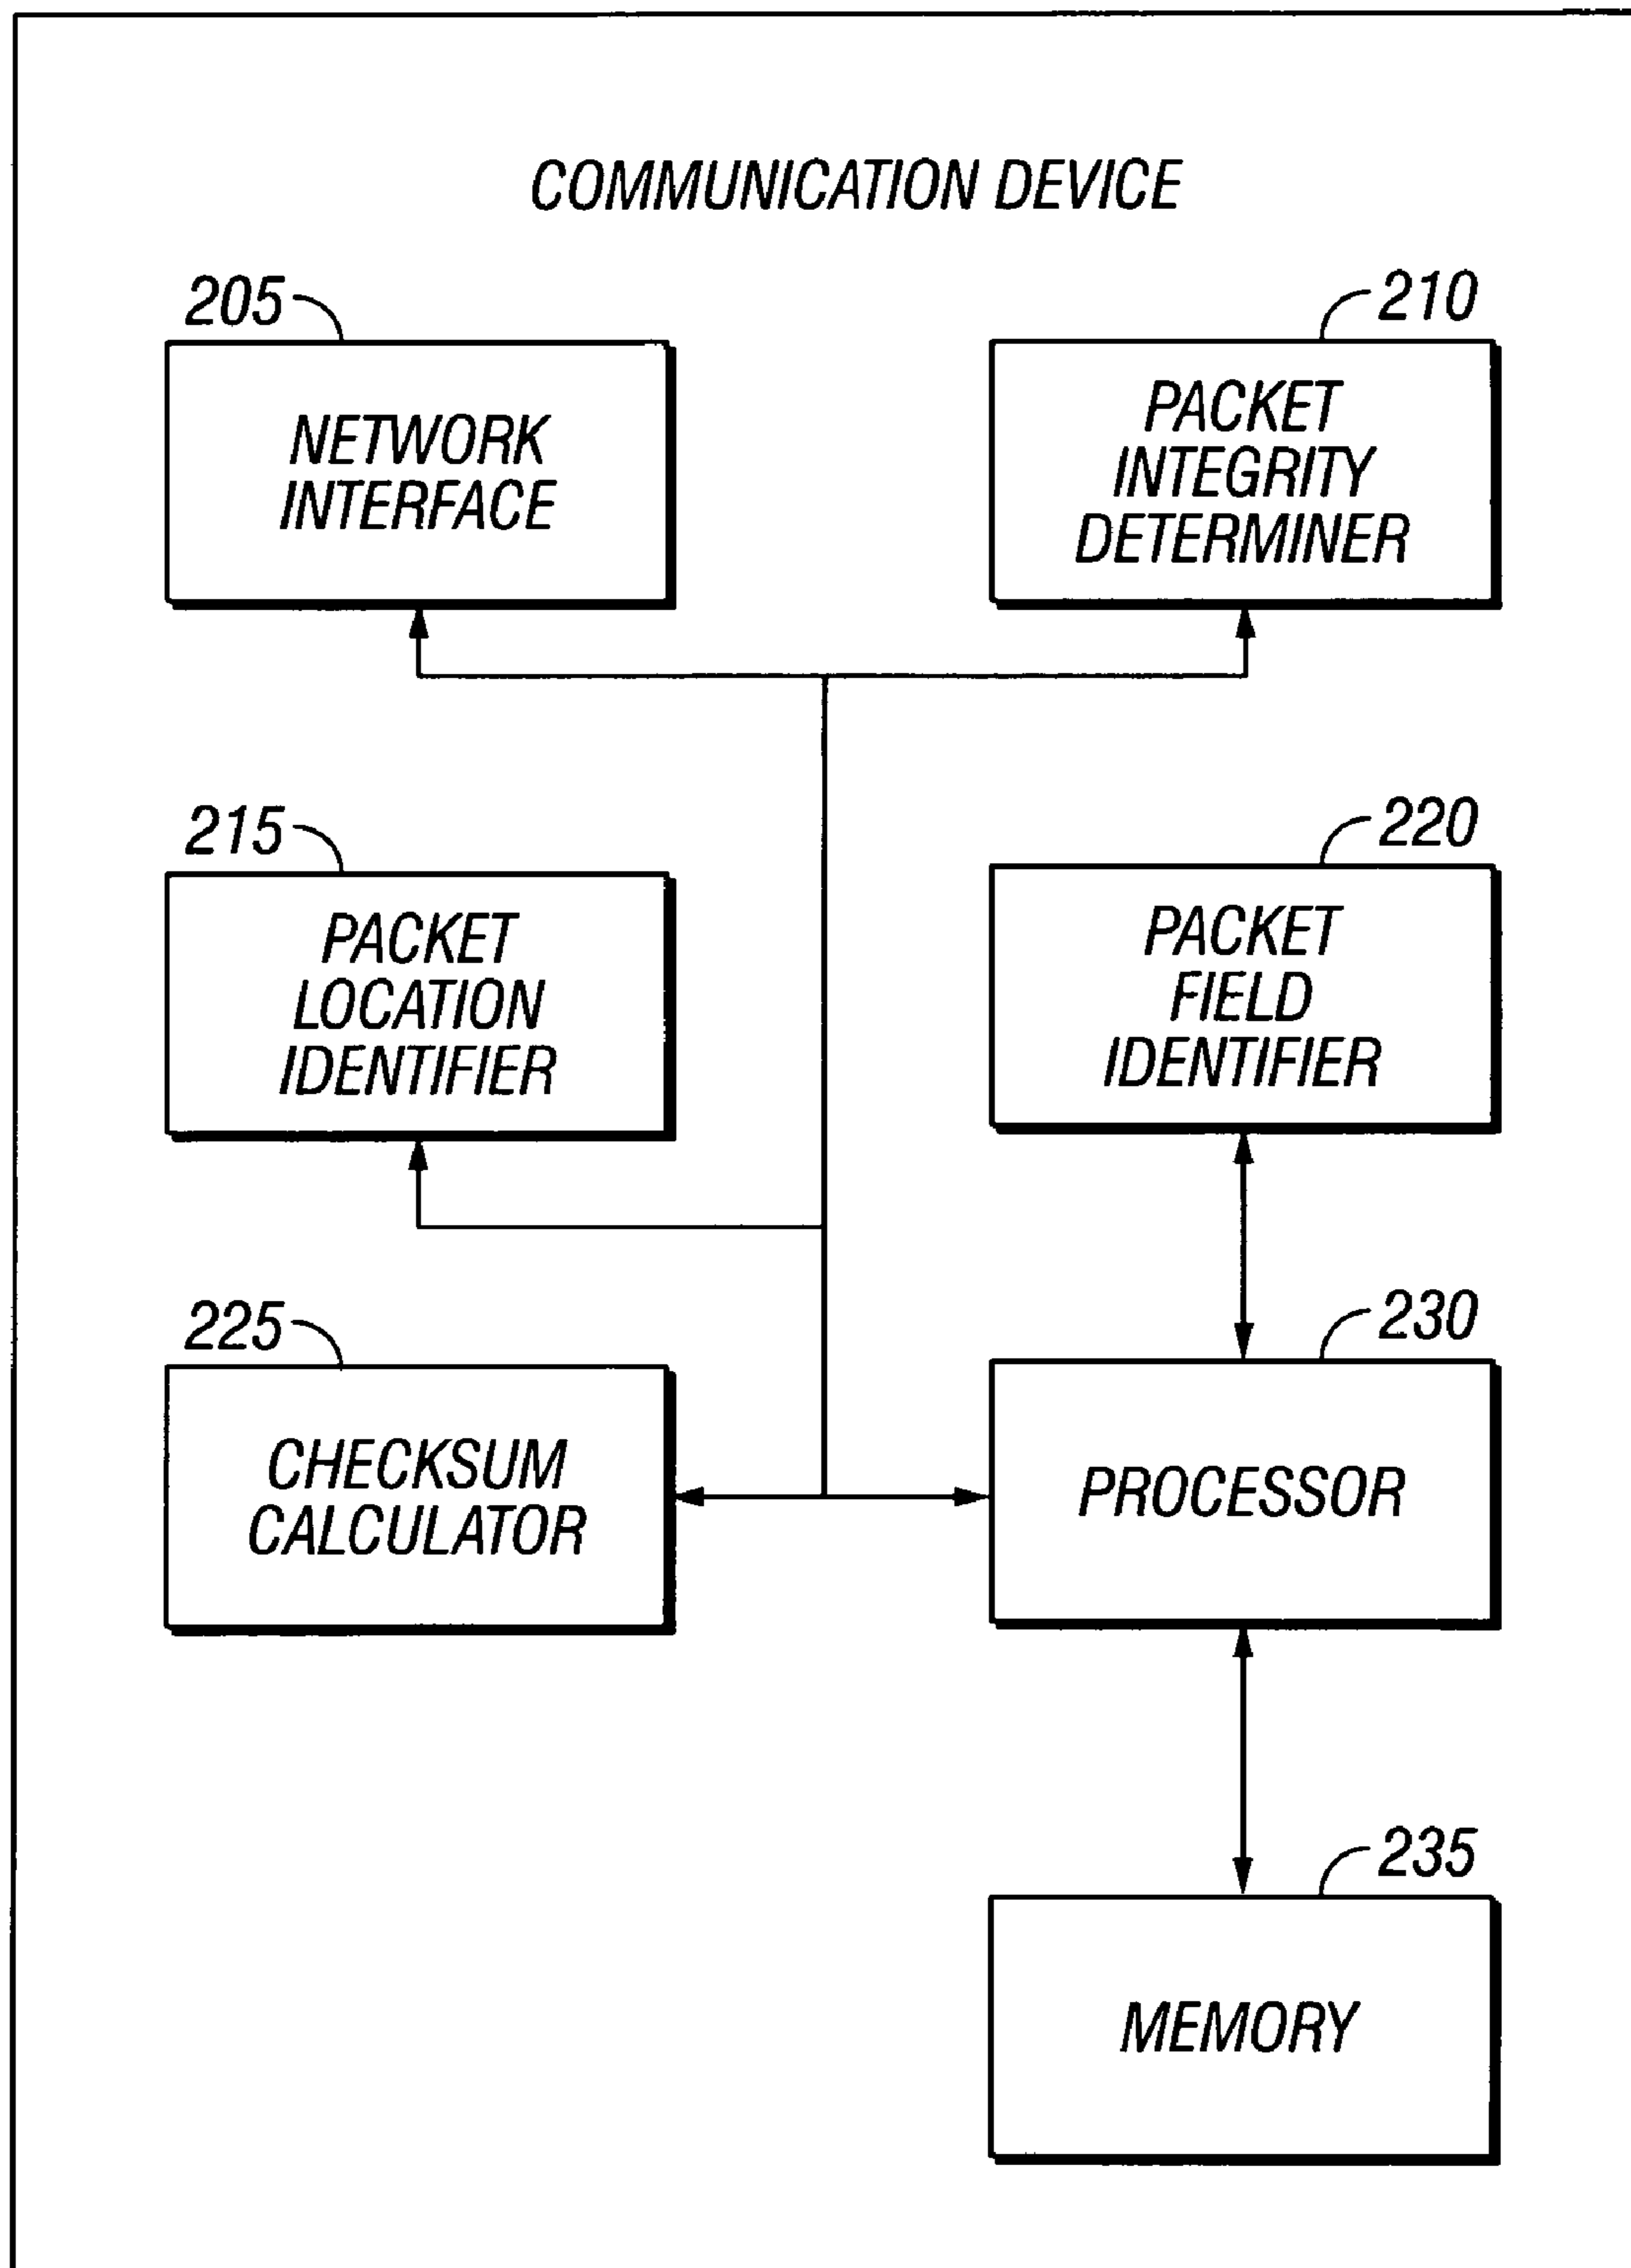 COMMUNICATION DEVICE
205
NETWORK
INTERFACE
210
PACKET
INTEGRITY
DETERMINER
215
PACKET
LOCATION
IDENTIFIER
220
PACKET
FIELD
IDENTIFIER
225
CHECKSUM
CALCULATOR
230
PROCESSOR
235
MEMORY